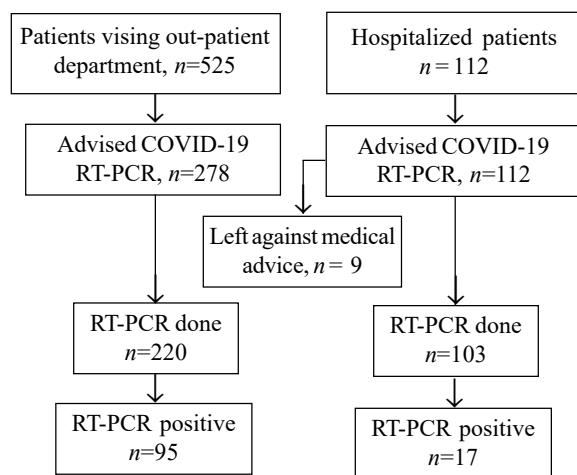 Patients vising out-patient
department, n=525
Hospitalized patients
n = 112
Advised COVID-19
RT-PCR, n=278
Advised COVID-19
RT-PCR, n=112
Left against medical
advice, n = 9
RT-PCR done
n=220
RT-PCR done
n=103
RT-PCR positive
n=95
RT-PCR positive
n=17